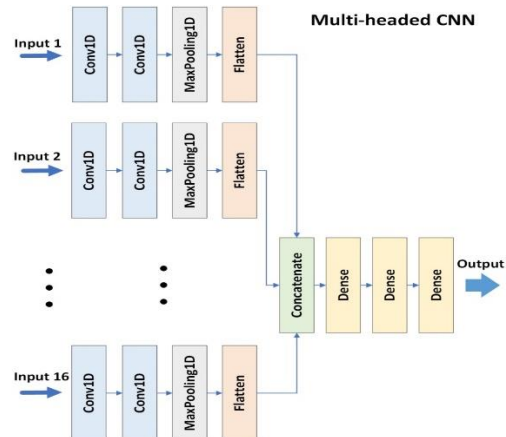 Multi-headed CNN
Input 1
Conv1D
Conv1D
MaxPooling1D
Flatten
Input 2
Conv1D
Conv1D
MaxPooling1D
Flatten
Concatenate
Dense
Dense
Dense
Output
Input 16
Conv1D
Conv1D
MaxPooling1D
Flatten